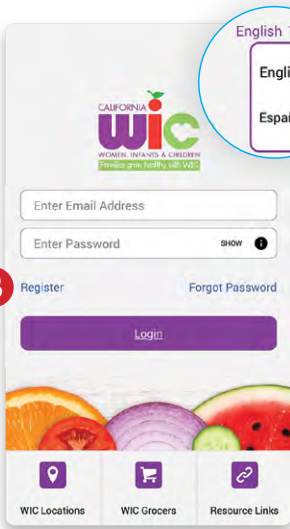 English
Engli
Españ
CALIFORNIA
WIC
WOMEN, INFANTS & CHILDREN
Families grow healthy with WIC
Enter Email Address
Enter Password SHOW
Register Forgot Password
Login
WIC Locations WIC Grocers Resource Links